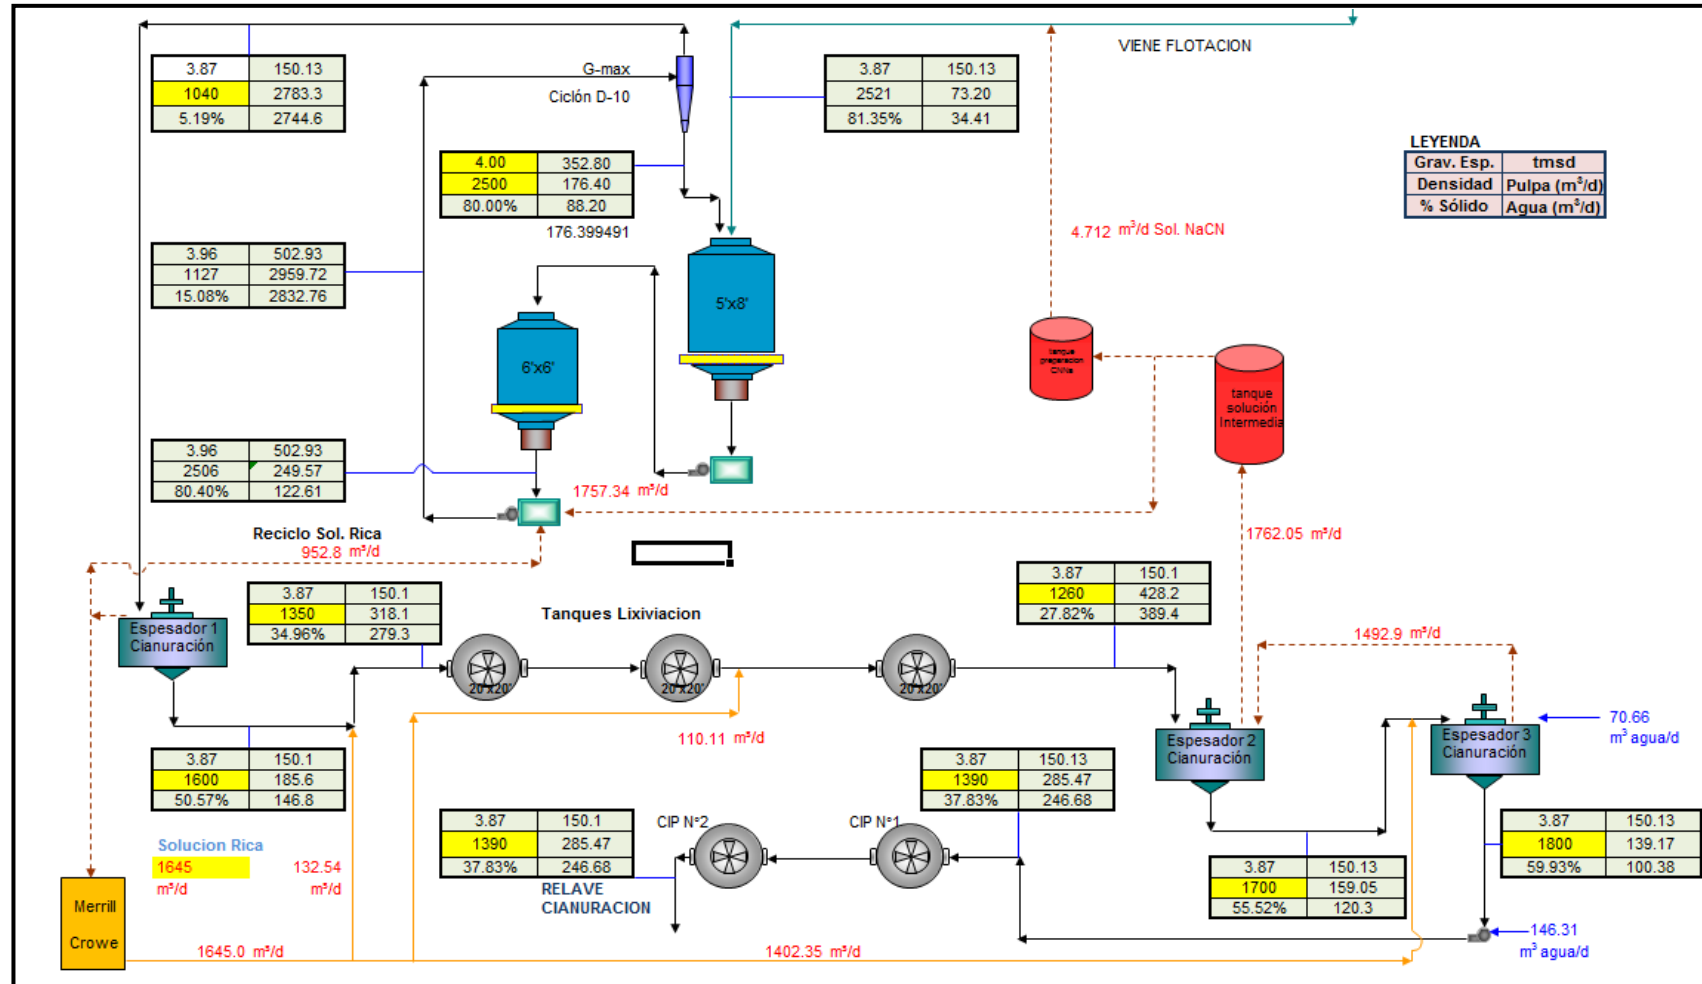 VIENE FLOTACION
3.87 150.13
1040 2783.3
5.19% 2744.6
G-max
Ciclón D-10
3.87 150.13
2521 73.20
81.35% 34.41
LEYENDA
Grav. Esp. tmsd
Densidad Pulpa (m³/d)
% Sólido Agua (m³/d)
4.00 352.80
2500 176.40
80.00% 88.20
176.399491
4.712 m³/d Sol. NaCN
3.96 502.93
1127 2959.72
15.08% 2832.76
5'x8'
6'x6'
tanque
preparacion
CNNa
tanque
solución
Intermedia
3.96 502.93
2506 249.57
80.40% 122.61
1757.34 m³/d
1762.05 m³/d
Reciclo Sol. Rica
952.8 m³/d
3.87 150.1
1350 318.1
34.96% 279.3
Tanques Lixiviacion
3.87 150.1
1260 428.2
27.82% 389.4
Espesador 1
Cianuración
20'x20'
20'x20'
20'x20'
1492.9 m³/d
70.66
m³ agua/d
110.11 m³/d
Espesador 2
Cianuración
Espesador 3
Cianuración
3.87 150.1
1600 185.6
50.57% 146.8
3.87 150.13
1390 285.47
37.83% 246.68
3.87 150.1
1390 285.47
37.83% 246.68
CIP N°2
CIP N°1
3.87 150.13
1800 139.17
59.93% 100.38
Solucion Rica
1645 132.54
m³/d m³/d
RELAVE
CIANURACION
3.87 150.13
1700 159.05
55.52% 120.3
Merrill
Crowe
1645.0 m³/d
1402.35 m³/d
146.31
m³ agua/d